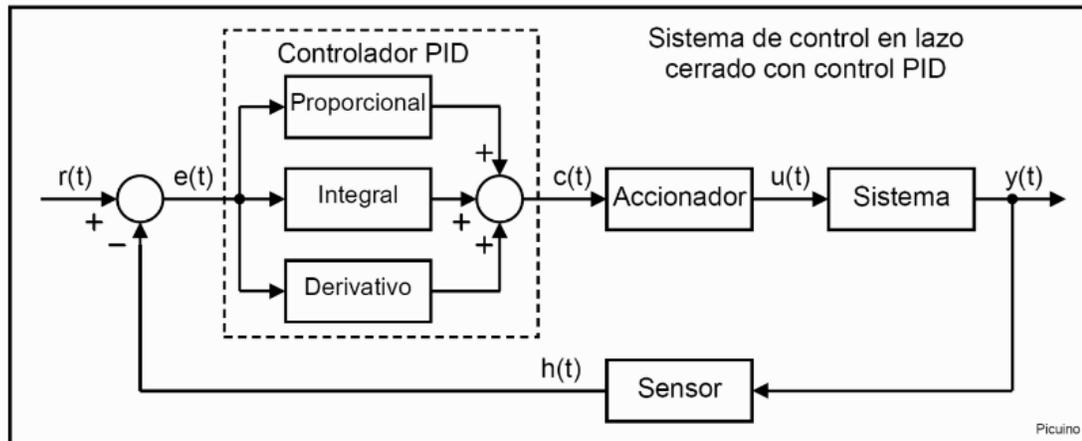 Sistema de control en lazo
cerrado con control PID
Controlador PID
Proporcional
+
r(t)
e(t)
Integral
c(t)
Accionador
u(t)
Sistema
y(t)
+
−
+
+
Derivativo
h(t)
Sensor
Picuino